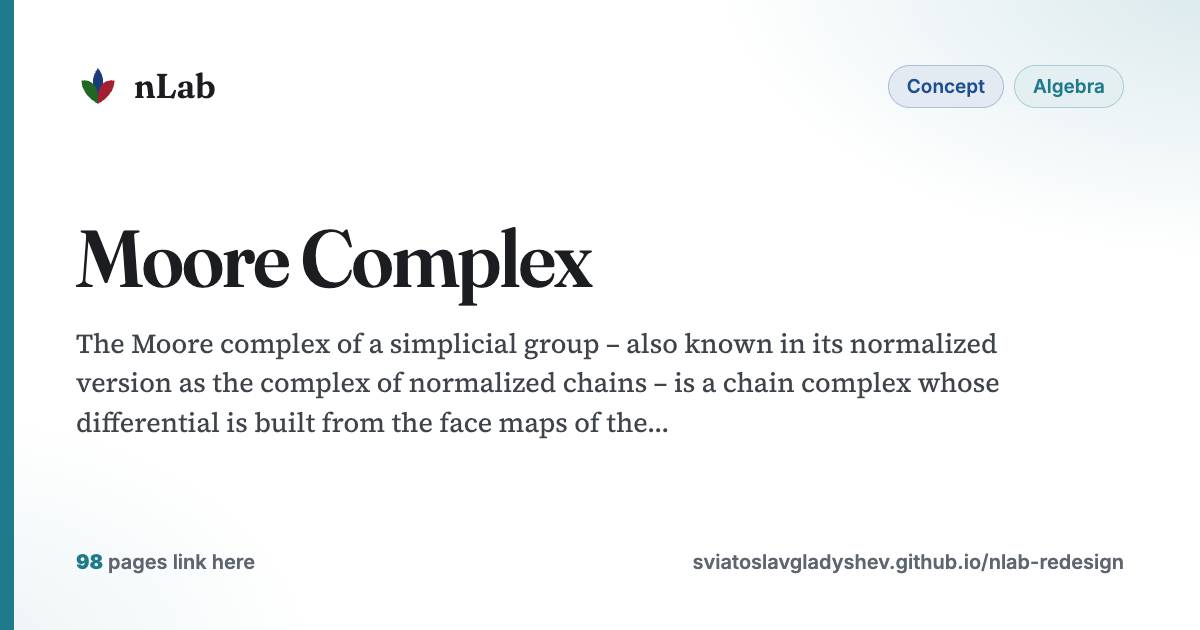 nLab
Concept
Algebra
Moore Complex
The Moore complex of a simplicial group – also known in its normalized
version as the complex of normalized chains – is a chain complex whose
differential is built from the face maps of the...
98 pages link here
sviatoslavgladyshev.github.io/nlab-redesign